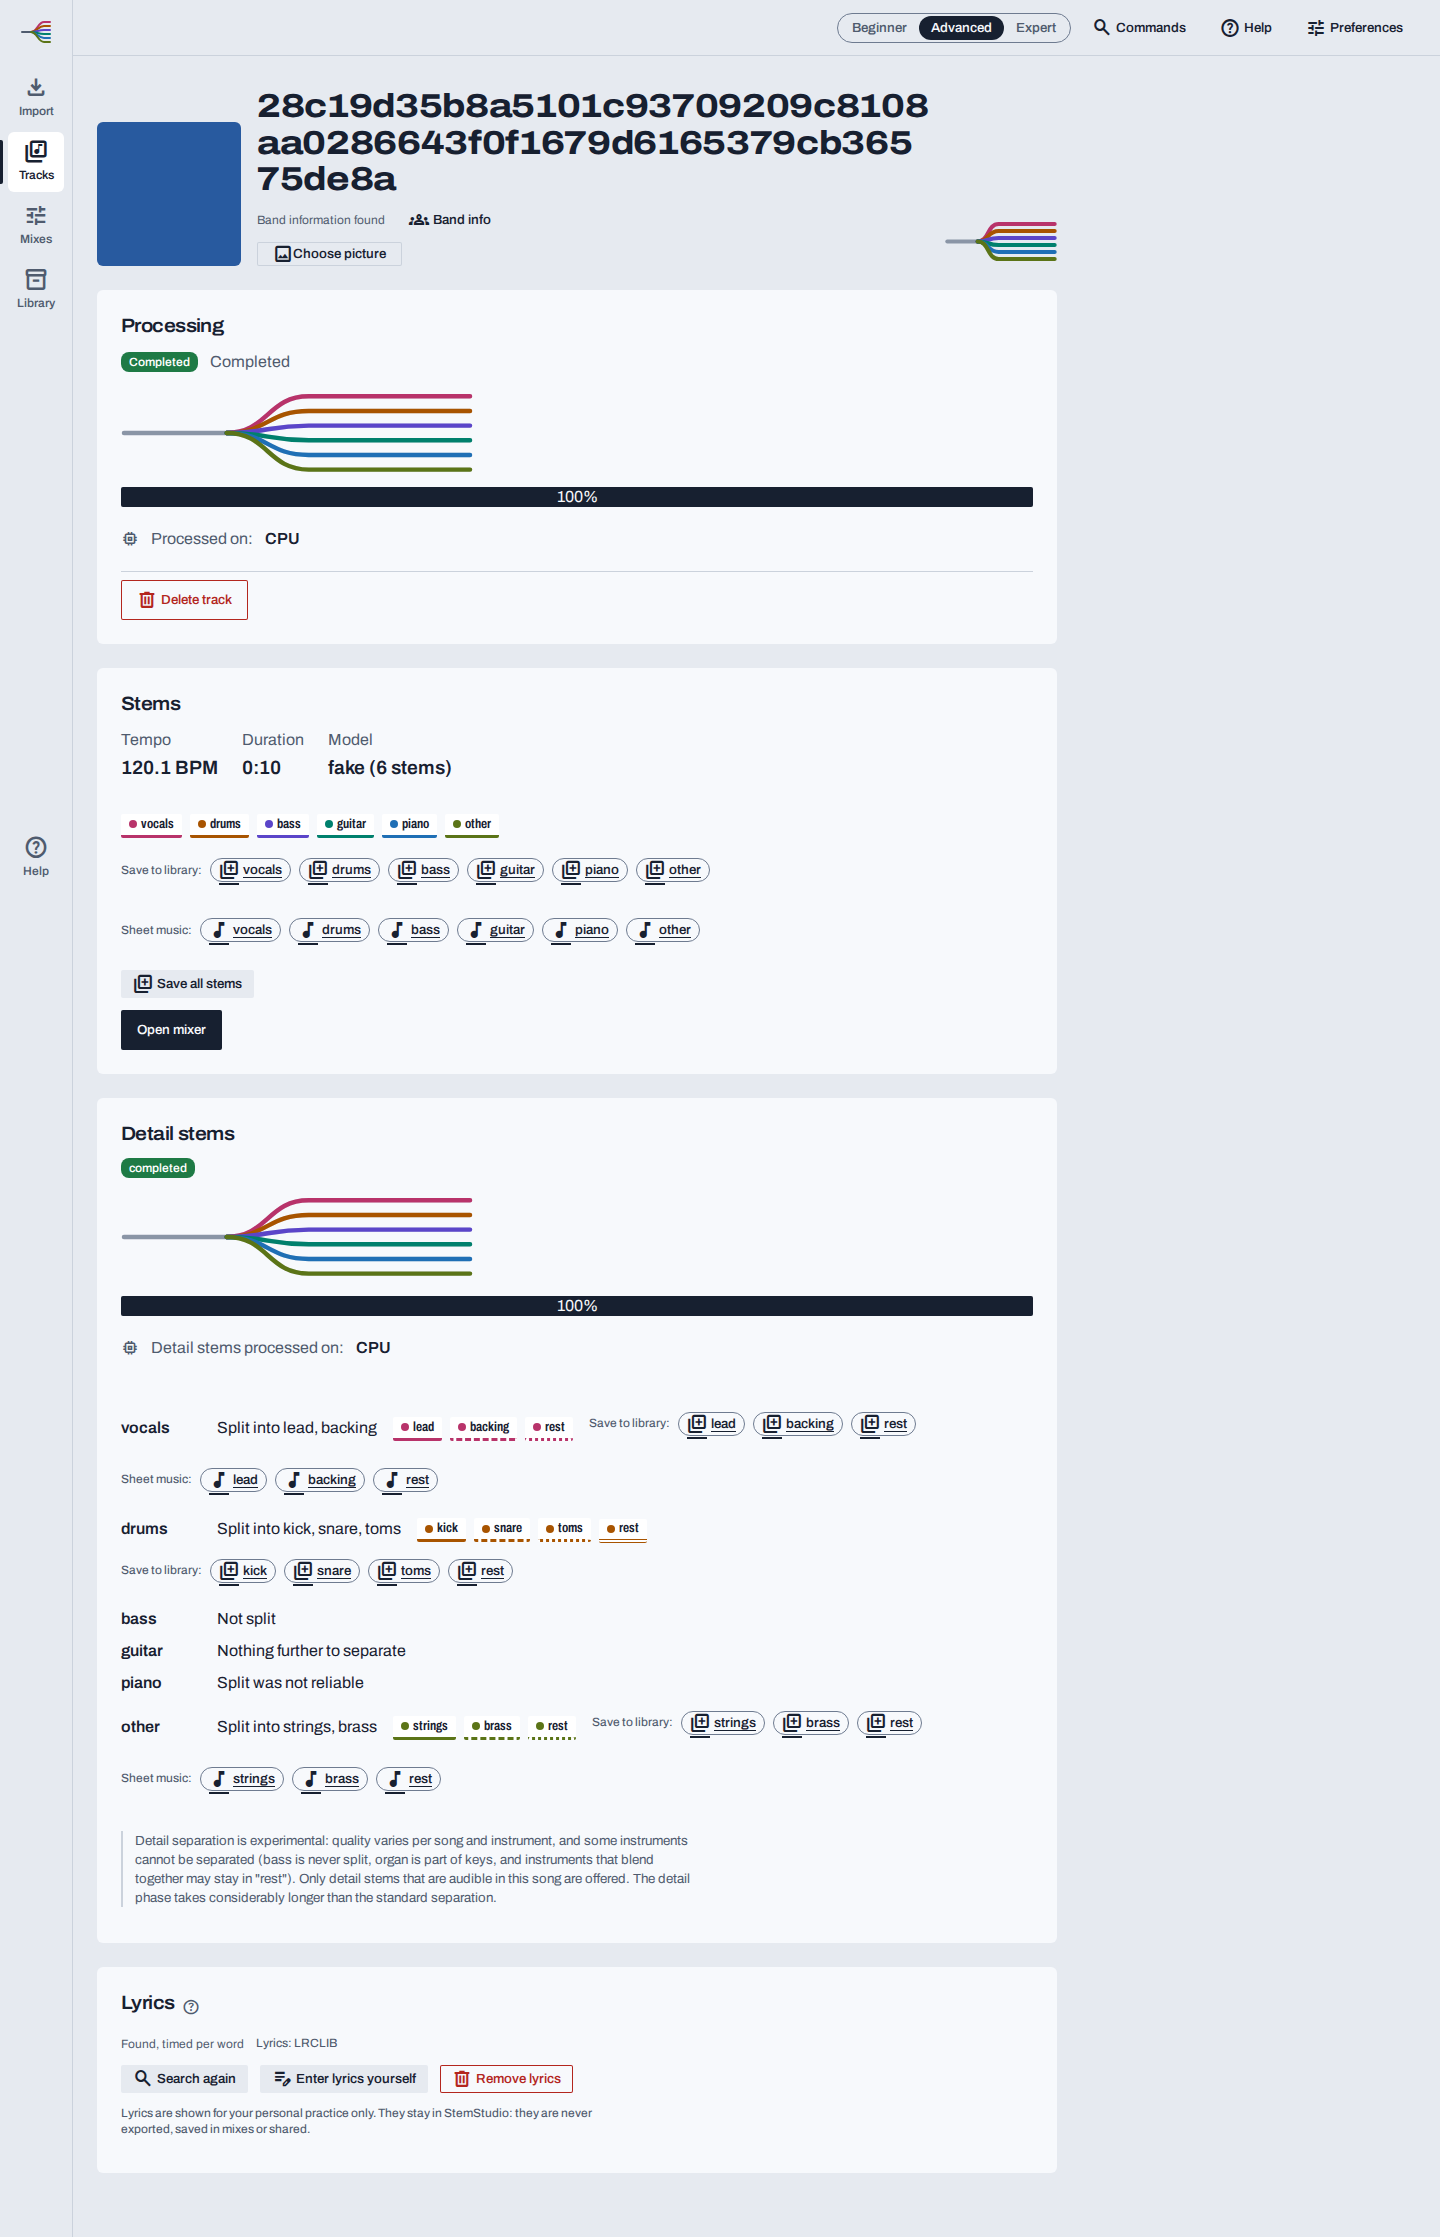 Beginner Advanced Expert Commands Help Preferences
Import
Tracks
Mixes
Library
Help
28c19d35b8a5101c93709209c8108
aa0286643f0f1679d6165379cb365
75de8a
Band information found Band info
Choose picture
Processing
Completed Completed
100%
Processed on: CPU
Delete track
Stems
Tempo Duration Model
120.1 BPM 0:10 fake (6 stems)
vocals drums bass guitar piano other
Save to library: vocals drums bass guitar piano other
Sheet music: vocals drums bass guitar piano other
Save all stems
Open mixer
Detail stems
completed
100%
Detail stems processed on: CPU
vocals Split into lead, backing lead backing rest Save to library: lead backing rest
Sheet music: lead backing rest
drums Split into kick, snare, toms kick snare toms rest
Save to library: kick snare toms rest
bass Not split
guitar Nothing further to separate
piano Split was not reliable
other Split into strings, brass strings brass rest Save to library: strings brass rest
Sheet music: strings brass rest
Detail separation is experimental: quality varies per song and instrument, and some instruments
cannot be separated (bass is never split, organ is part of keys, and instruments that blend
together may stay in "rest"). Only detail stems that are audible in this song are offered. The detail
phase takes considerably longer than the standard separation.
Lyrics
Found, timed per word Lyrics: LRCLIB
Search again Enter lyrics yourself Remove lyrics
Lyrics are shown for your personal practice only. They stay in StemStudio: they are never
exported, saved in mixes or shared.